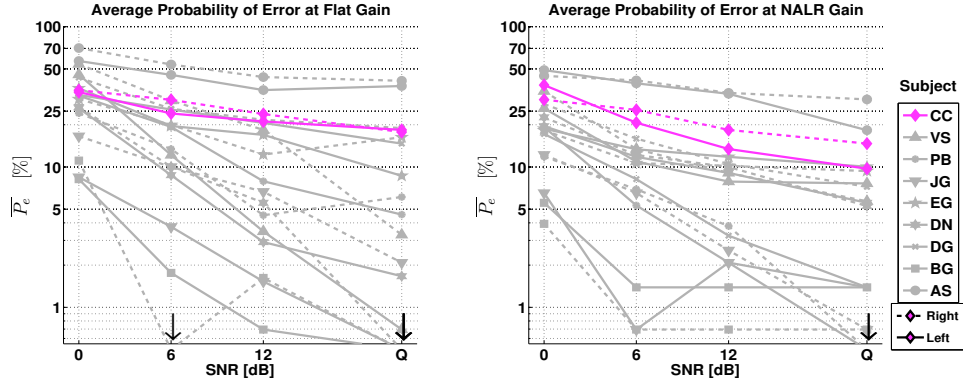 Average Probability of Error at Flat Gain
100
70
50
25
10
5
1
P̅e [%]
0 6 12 Q
SNR [dB]
Average Probability of Error at NALR Gain
100
70
50
25
10
5
1
P̅e [%]
0 6 12 Q
SNR [dB]
Subject
CC
VS
PB
JG
EG
DN
DG
BG
AS
Right
Left